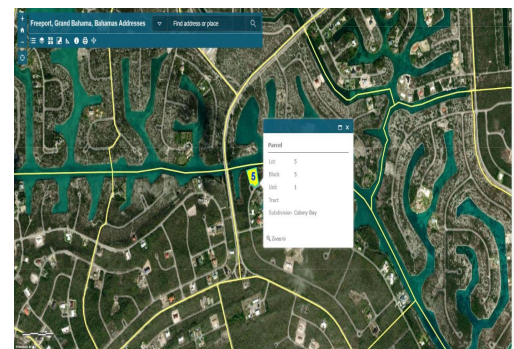 Freeport, Grand Bahama, Bahamas Addresses
Find address or place
Parcel
Lot 5
Block 5
Unit 1
Tract
Subdivision Colony Bay
Zoom to
5